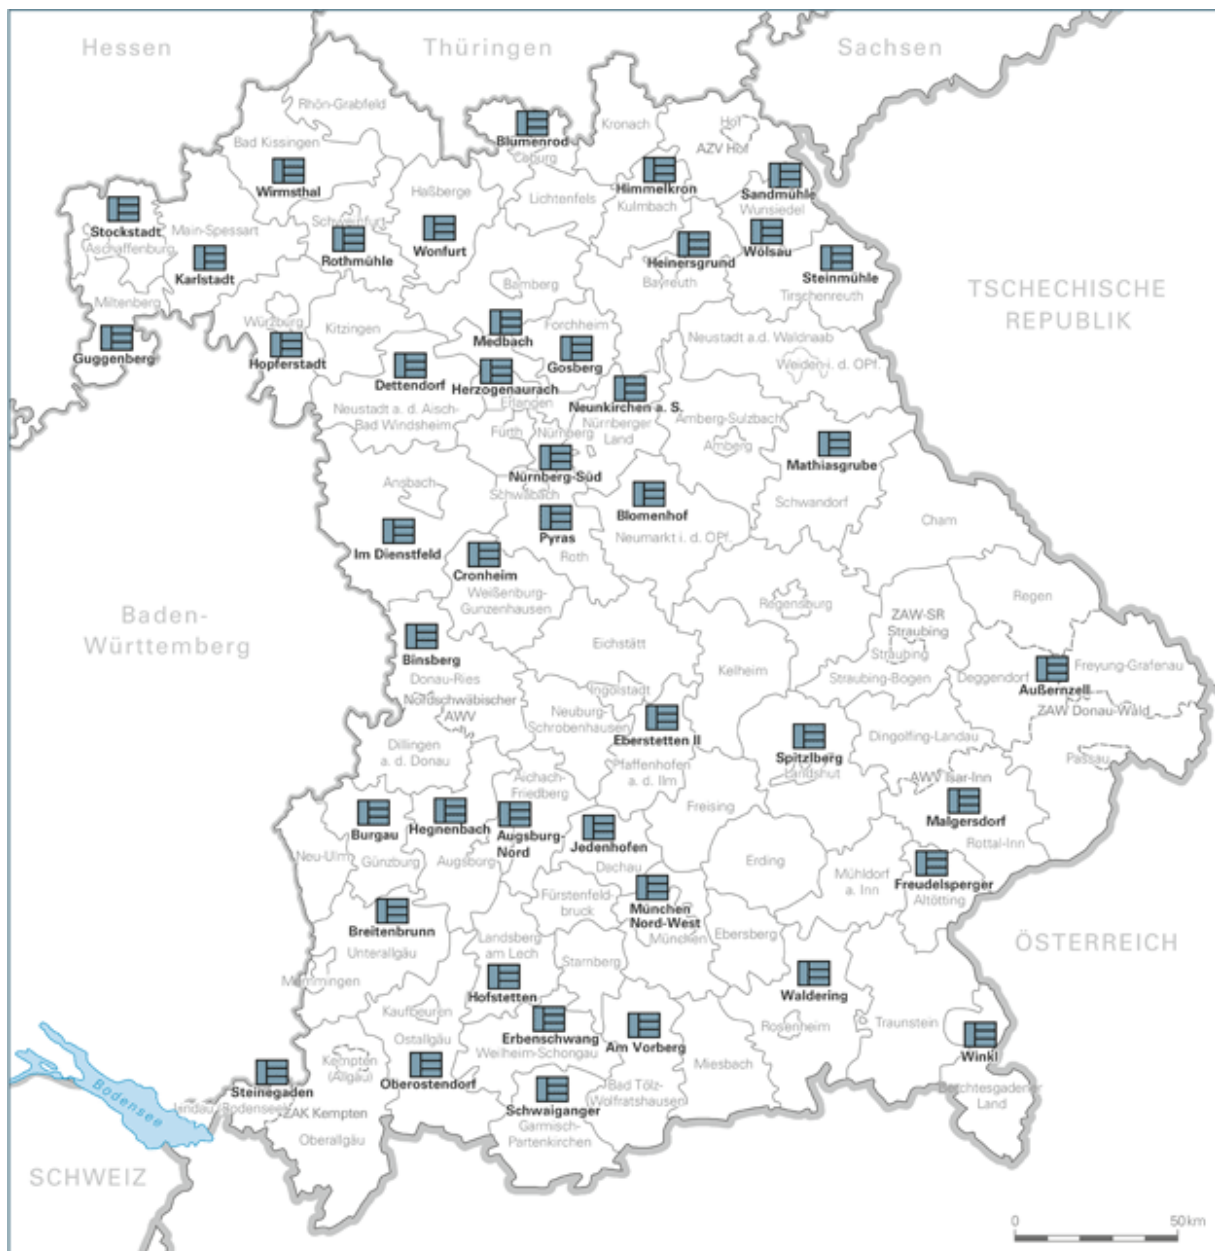 Hessen
Thüringen
Sachsen
Rhön-Grabfeld
Bad Kissingen
Wirmsthal
Blumenrod
Coburg
Kronach
Hof
AZV Hof
Himmelkron
Kulmbach
Sandmühle
Wunsiedel
Haßberge
Lichtenfels
Stockstadt
Aschaffenburg
Main-Spessart
Karlstadt
Schweinfurt
Rothmühle
Wonfurt
Heinersgrund
Bayreuth
Wölsau
Steinmühle
Tirschenreuth
TSCHECHISCHE
REPUBLIK
Miltenberg
Guggenberg
Würzburg
Hopferstadt
Kitzingen
Bamberg
Medbach
Forchheim
Gosberg
Neustadt a.d. Waldnaab
Weiden i. d. OPf.
Dettendorf
Herzogenaurach
Erlangen
Neunkirchen a. S.
Neustadt a. d. Aisch-
Bad Windsheim
Fürth
Nürnberg
Nürnberger
Land
Amberg-Sulzbach
Amberg
Mathiasgrube
Nürnberg-Süd
Ansbach
Schwabach
Blomenhof
Schwandorf
Im Dienstfeld
Pyras
Roth
Neumarkt i. d. OPf.
Cham
Cronheim
Weißenburg-
Gunzenhausen
Regensburg
Regen
Baden-
Württemberg
Binsberg
Donau-Ries
Nordschwäbischer
AWV
Eichstätt
Kelheim
ZAW-SR
Straubing
Straubing
Straubing-Bogen
Deggendorf
Außernzell
Freyung-Grafenau
ZAW Donau-Wald
Ingolstadt
Neuburg-
Schrobenhausen
Eberstetten II
Pfaffenhofen
a. d. Ilm
Spitzlberg
Landshut
Dingolfing-Landau
Passau
Dillingen
a. d. Donau
Aichach-
Friedberg
AWV Isar-Inn
Malgersdorf
Rottal-Inn
Burgau
Hegnenbach
Augsburg-
Nord
Jedenhofen
Freising
Neu-Ulm
Günzburg
Augsburg
Dachau
Erding
Mühldorf
a. Inn
Freudelsperger
Altötting
Fürstenfeld-
bruck
München
Nord-West
München
Ebersberg
ÖSTERREICH
Breitenbrunn
Unterallgäu
Landsberg
am Lech
Starnberg
Memmingen
Hofstetten
Waldering
Kaufbeuren
Ostallgäu
Erbenschwang
Weilheim-Schongau
Am Vorberg
Rosenheim
Traunstein
Winkl
Bodensee
Steinegaden
Kempten
(Allgäu)
Oberostendorf
Miesbach
Berchtesgadener
Land
Lindau (Bodensee)
ZAK Kempten
Schwaiganger
Bad Tölz-
Wolfratshausen
Oberallgäu
Garmisch-
Partenkirchen
SCHWEIZ
0
50km